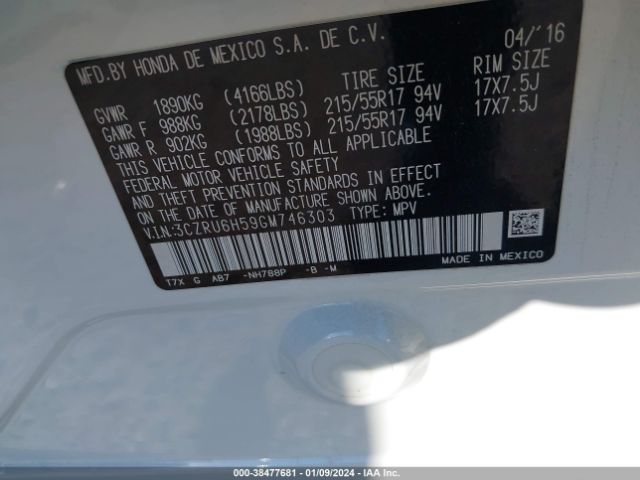 MFD.BY HONDA DE MEXICO S.A. DE C.V. 04/'16
GVWR 1890KG (4166LBS) TIRE SIZE RIM SIZE
GAWR F 988KG (2178LBS) 215/55R17 94V 17X7.5J
GAWR R 902KG (1988LBS) 215/55R17 94V 17X7.5J
THIS VEHICLE CONFORMS TO ALL APPLICABLE
FEDERAL MOTOR VEHICLE SAFETY
AND THEFT PREVENTION STANDARDS IN EFFECT
ON THE DATE OF MANUFACTURE SHOWN ABOVE.
V.I.N:3CZRU6H59GM746303 TYPE: MPV
T7X G AB7 -NH788P -B -M MADE IN MEXICO
000-38477681 - 01/09/2024 - IAA Inc.